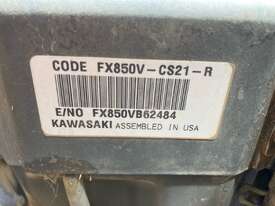 CODE FX850V-CS21-R
E/NO FX850VB62484
KAWASAKI ASSEMBLED IN USA